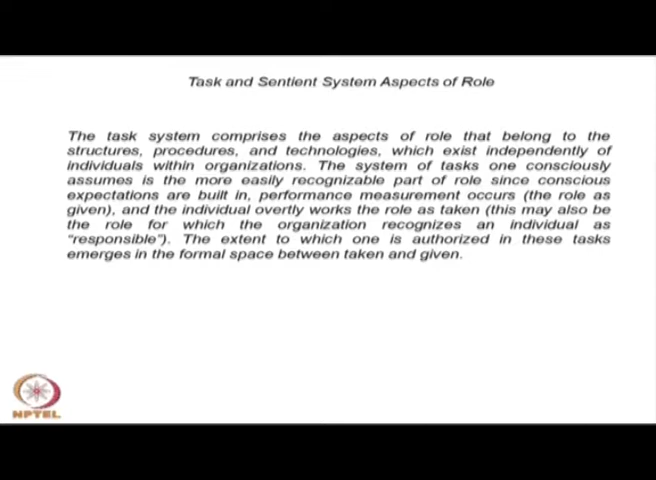 Task and Sentient System Aspects of Role
The task system comprises the aspects of role that belong to the
structures, procedures, and technologies, which exist independently of
individuals within organizations. The system of tasks one consciously
assumes is the more easily recognizable part of role since conscious
expectations are built in, performance measurement occurs (the role as
given), and the individual overtly works the role as taken (this may also be
the role for which the organization recognizes an individual as
"responsible"). The extent to which one is authorized in these tasks
emerges in the formal space between taken and given.
NPTEL